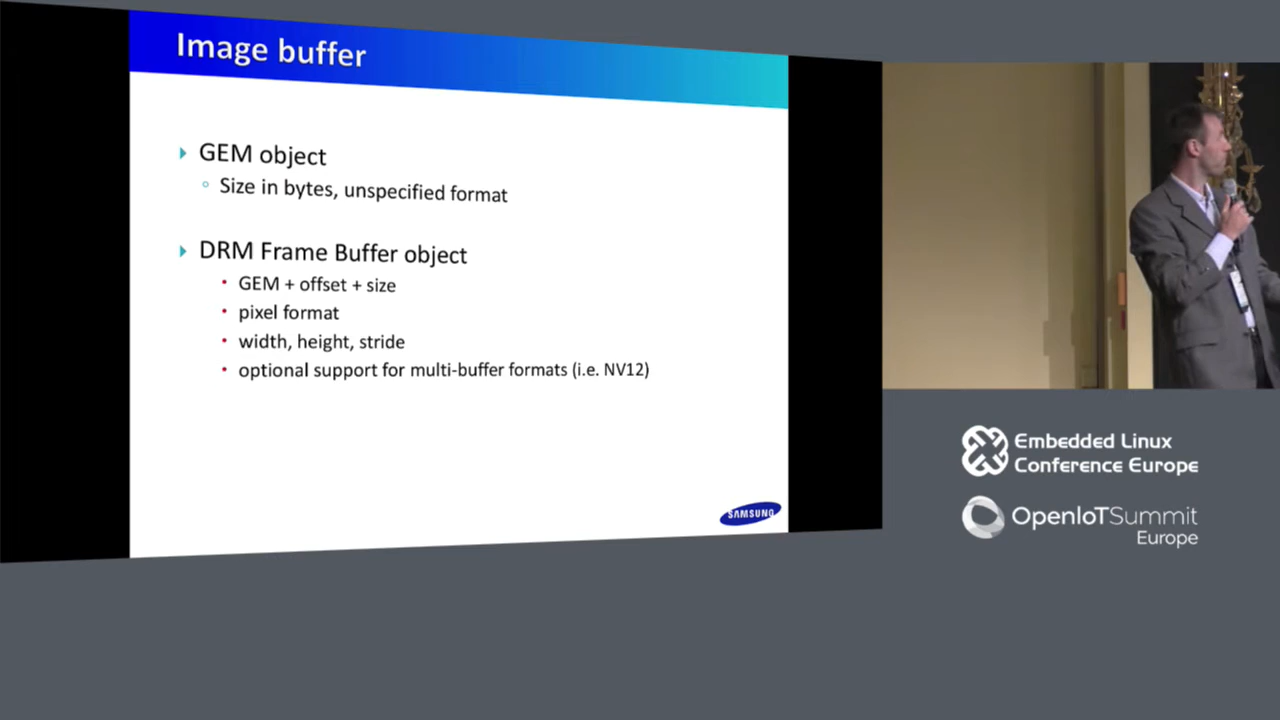 Image buffer
GEM object
Size in bytes, unspecified format
DRM Frame Buffer object
GEM + offset + size
pixel format
width, height, stride
optional support for multi-buffer formats (i.e. NV12)
SAMSUNG
Embedded Linux
Conference Europe
OpenIoTSummit
Europe